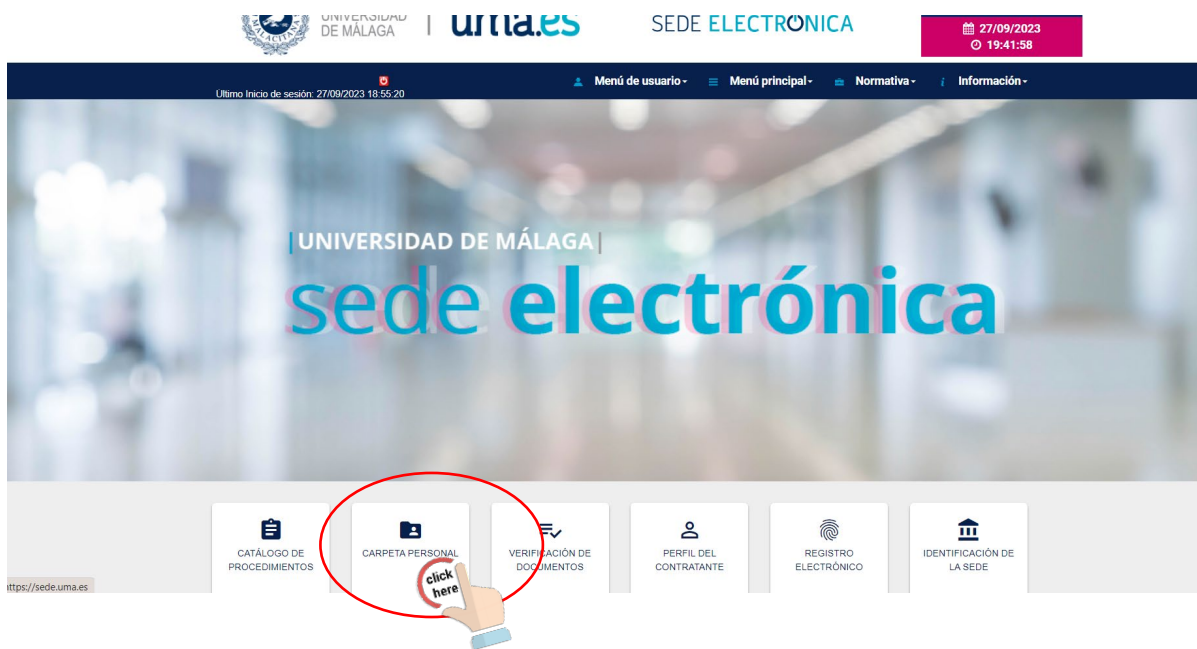 UNIVERSIDAD
DE MÁLAGA
uma.es
SEDE ELECTRÓNICA
27/09/2023
19:41:58
Último Inicio de sesión: 27/09/2023 18:55:20
Menú de usuario
Menú principal
Normativa
Información
|UNIVERSIDAD DE MÁLAGA|
sede electrónica
CATÁLOGO DE
PROCEDIMIENTOS
CARPETA PERSONAL
VERIFICACIÓN DE
DOCUMENTOS
PERFIL DEL
CONTRATANTE
REGISTRO
ELECTRÓNICO
IDENTIFICACIÓN DE
LA SEDE
click
here
https://sede.uma.es